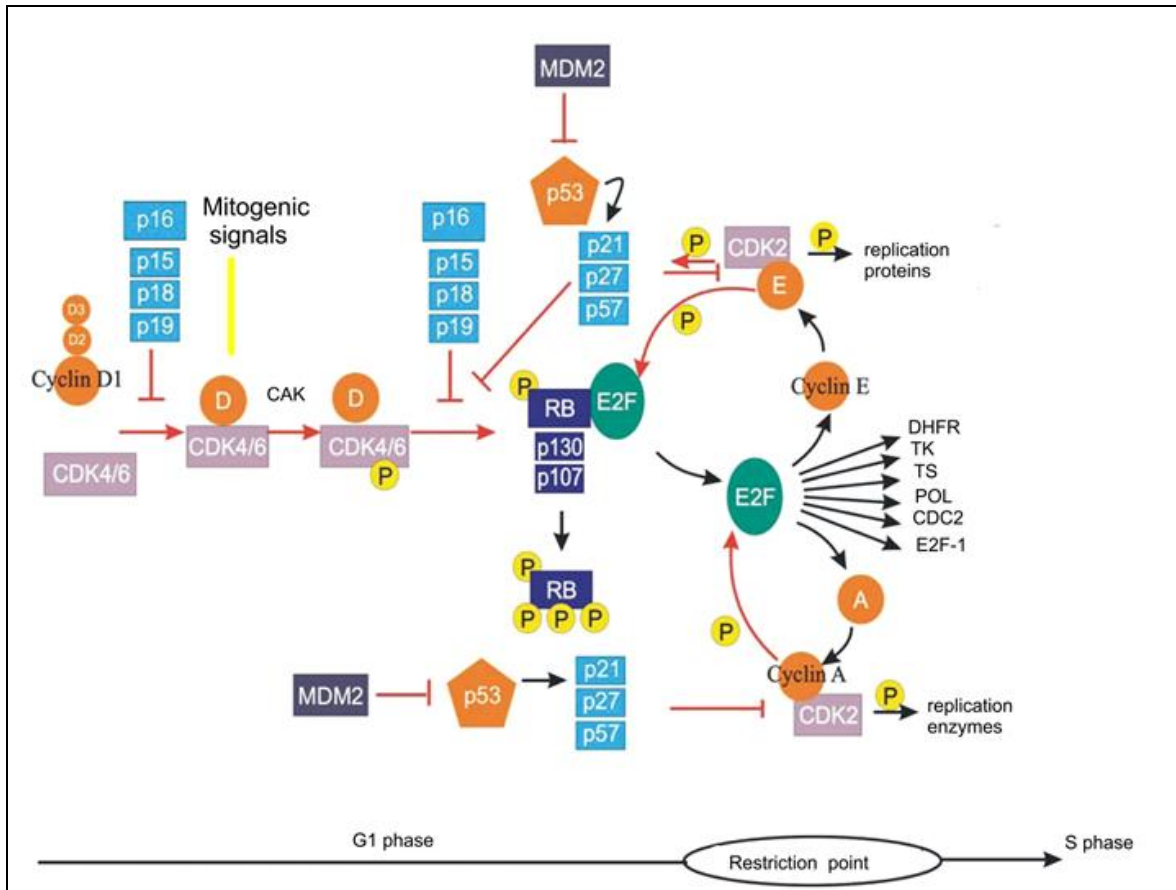 MDM2
p53
p16
p15
p18
p19
Mitogenic
signals
p16
p15
p18
p19
p21
p27
p57
P
CDK2
E
P
replication
proteins
P
D3
D2
Cyclin D1
D
CAK
D
CDK4/6
CDK4/6
CDK4/6
P
P
RB
E2F
p130
p107
Cyclin E
E2F
DHFR
TK
TS
POL
CDC2
E2F-1
P
RB
P
P
P
A
P
Cyclin A
CDK2
P
replication
enzymes
MDM2
p53
p21
p27
p57
G1 phase
Restriction point
S phase